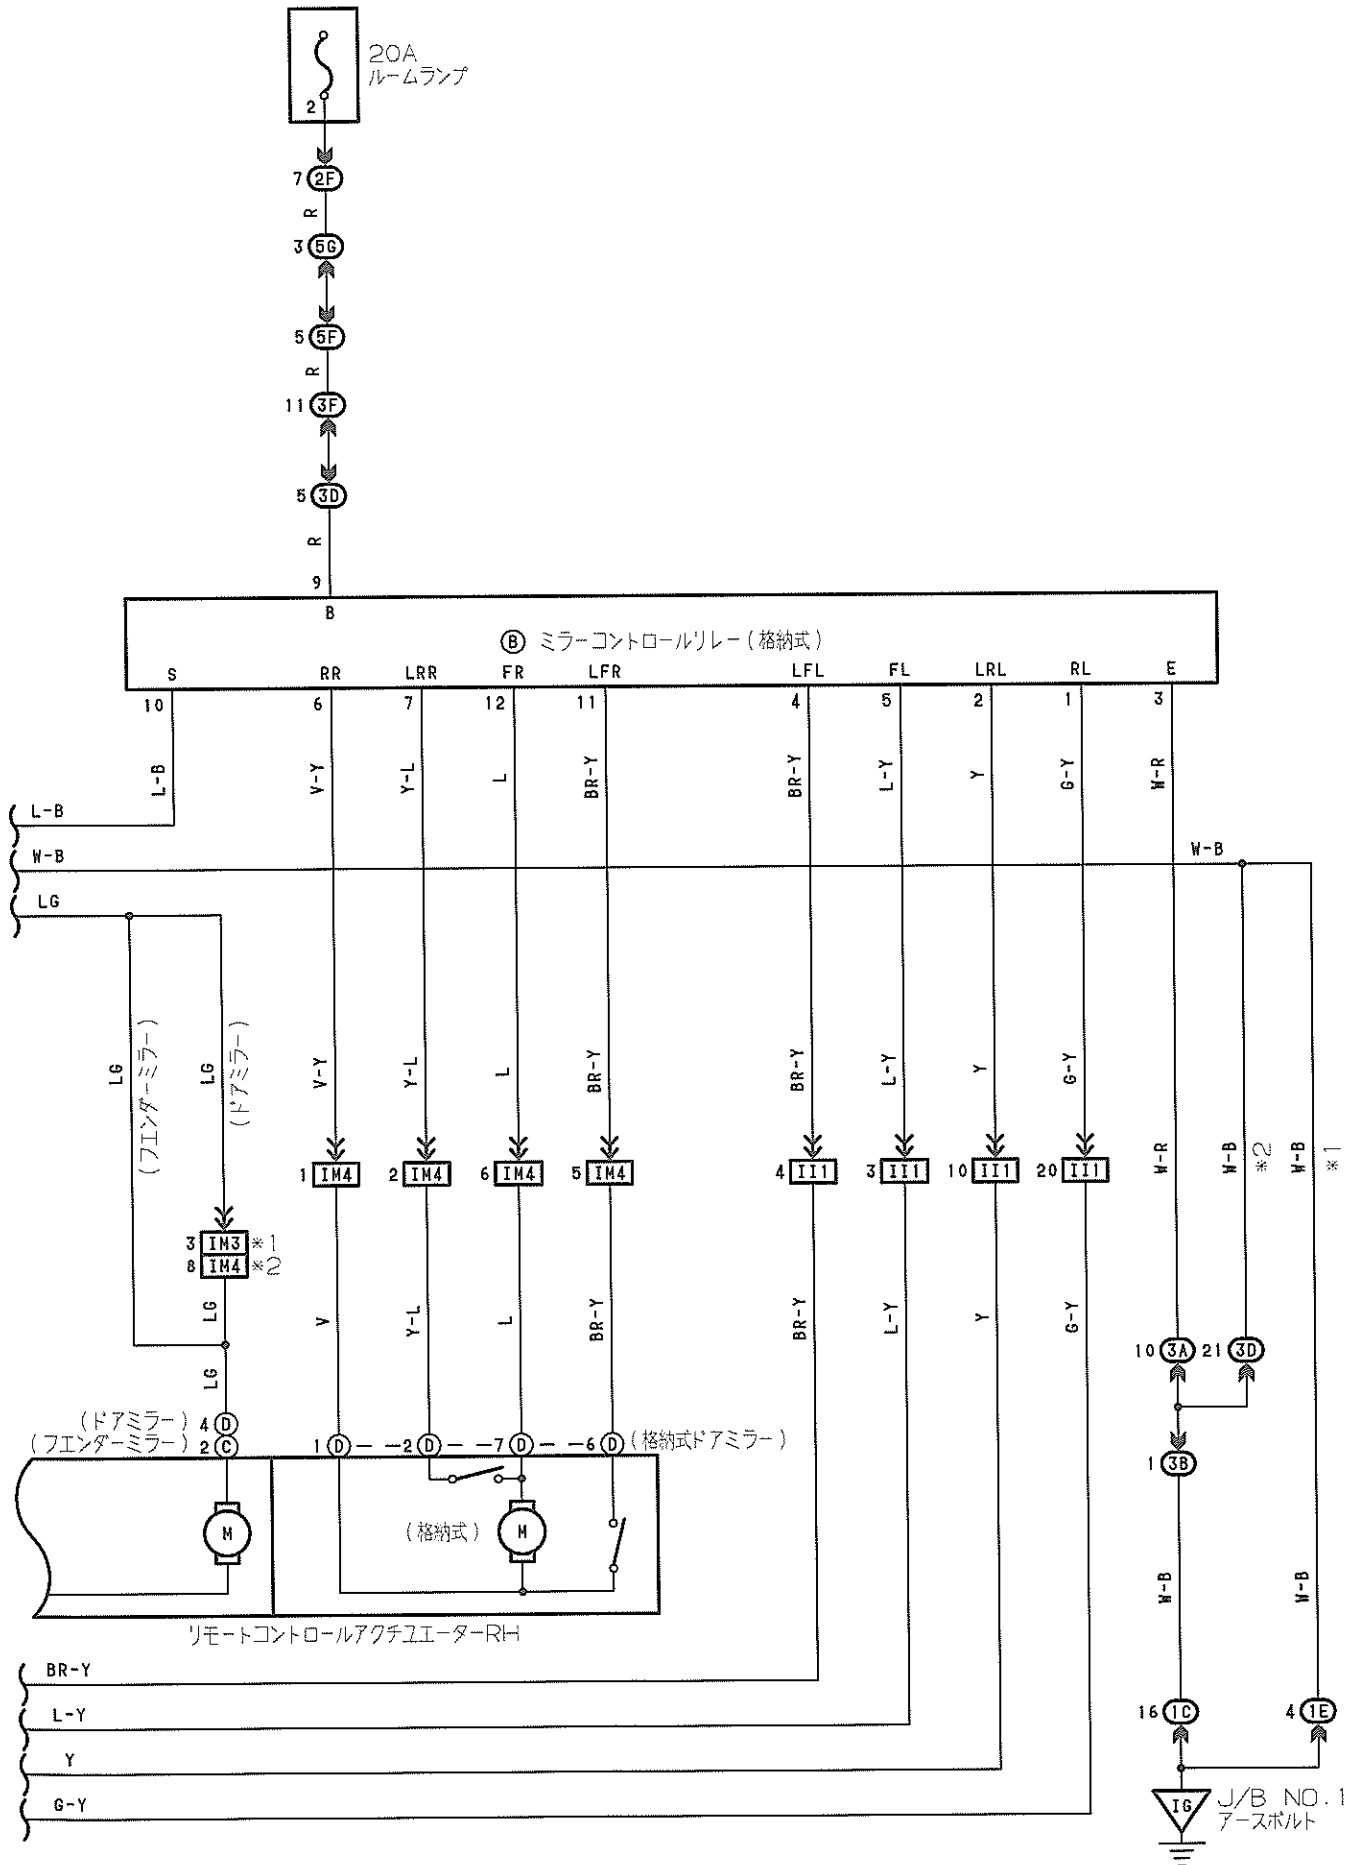 20A
ルームランプ
2
7 2F
R
3 5G
5 5F
R
11 3F
5 3D
R
9
B
B ミラーコントロールリレー(格納式)
S RR LRR FR LFR LFL FL LRL RL E
10 6 7 12 11 4 5 2 1 3
L-B V-Y Y-L L BR-Y BR-Y L-Y Y G-Y W-R
L-B
W-B W-B
LG
LG (フエンダーミラー) LG (ドアミラー) V-Y Y-L L BR-Y BR-Y L-Y Y G-Y W-R W-B *2 W-B *1
1 IM4 2 IM4 6 IM4 5 IM4 4 II1 3 II1 10 II1 20 II1
3 IM3 *1
8 IM4 *2
LG V Y-L L BR-Y BR-Y L-Y Y G-Y
10 3A 21 3D
LG
(ドアミラー) 4 D
(フエンダーミラー) 2 C 1 D 2 D 7 D 6 D (格納式ドアミラー)
1 3B
M (格納式) M
W-B W-B
リモートコントロールアクチユエーターRH
BR-Y
L-Y
16 1C 4 1E
Y
G-Y
IG J/B NO.1
アースボルト